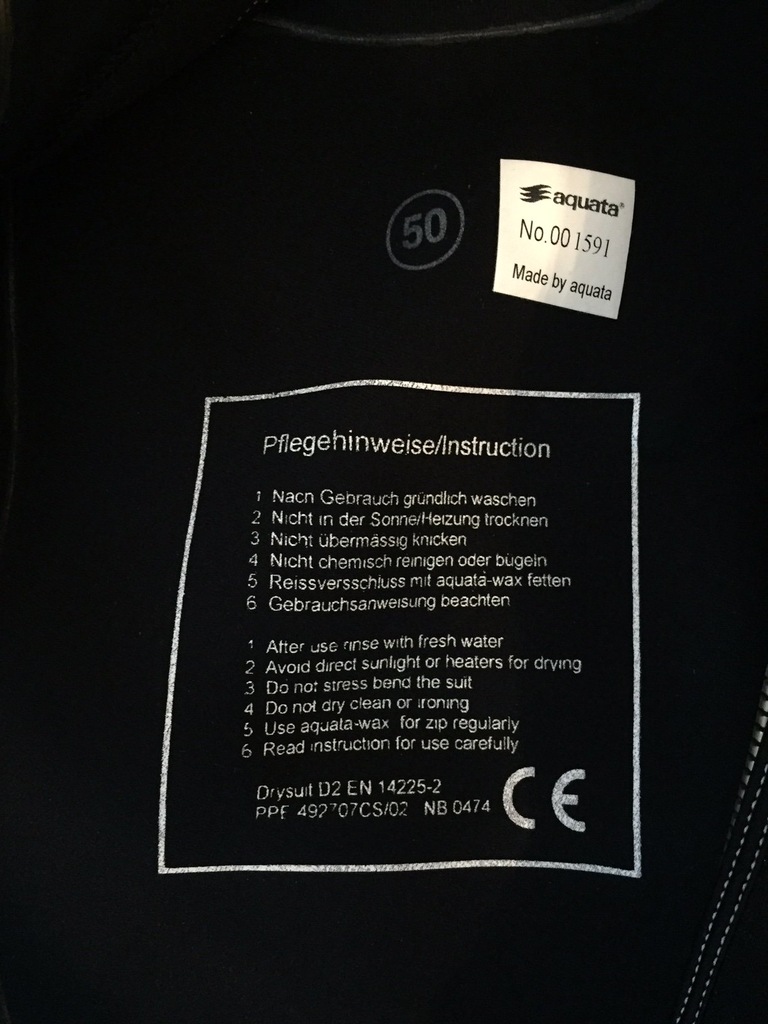 50
aquata®
No.001591
Made by aquata
Pflegehinweise/Instruction
1 Nach Gebrauch gründlich waschen
2 Nicht in der Sonne/Heizung trocknen
3 Nicht übermässig knicken
4 Nicht chemisch reinigen oder bügeln
5 Reissversschluss mit aquata-wax fetten
6 Gebrauchsanweisung beachten
1 After use rinse with fresh water
2 Avoid direct sunlight or heaters for drying
3 Do not stress bend the suit
4 Do not dry clean or ironing
5 Use aquata-wax for zip regularly
6 Read instruction for use carefully
Drysuit D2 EN 14225-2
492707CS/02 NB 0474
CE